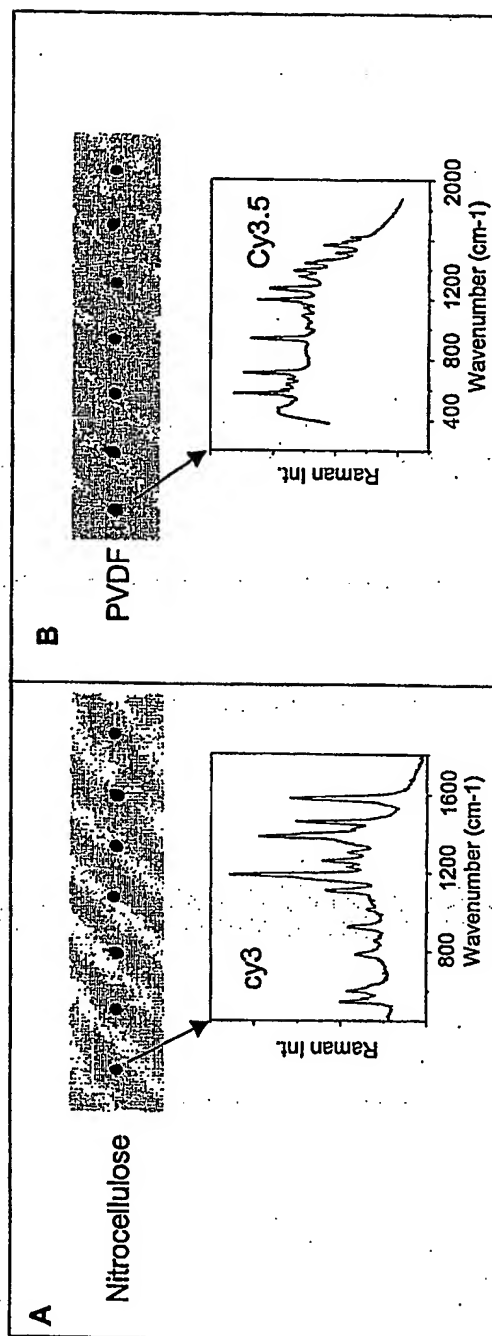 A
Nitrocellulose
cy3
Raman Int.
800 1200 1600
Wavenumber (cm-1)
B
PVDF
Cy3.5
Raman Int.
400 800 1200 2000
Wavenumber (cm-1)